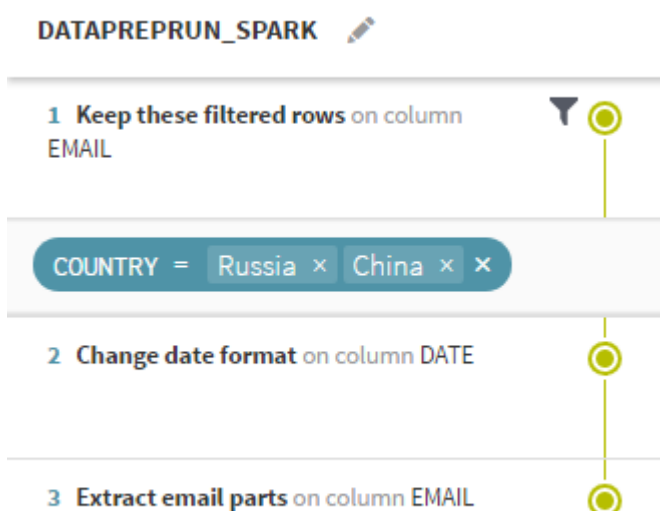 DATAPREPRUN_SPARK
1 Keep these filtered rows on column
EMAIL
COUNTRY = Russia × China × ×
2 Change date format on column DATE
3 Extract email parts on column EMAIL